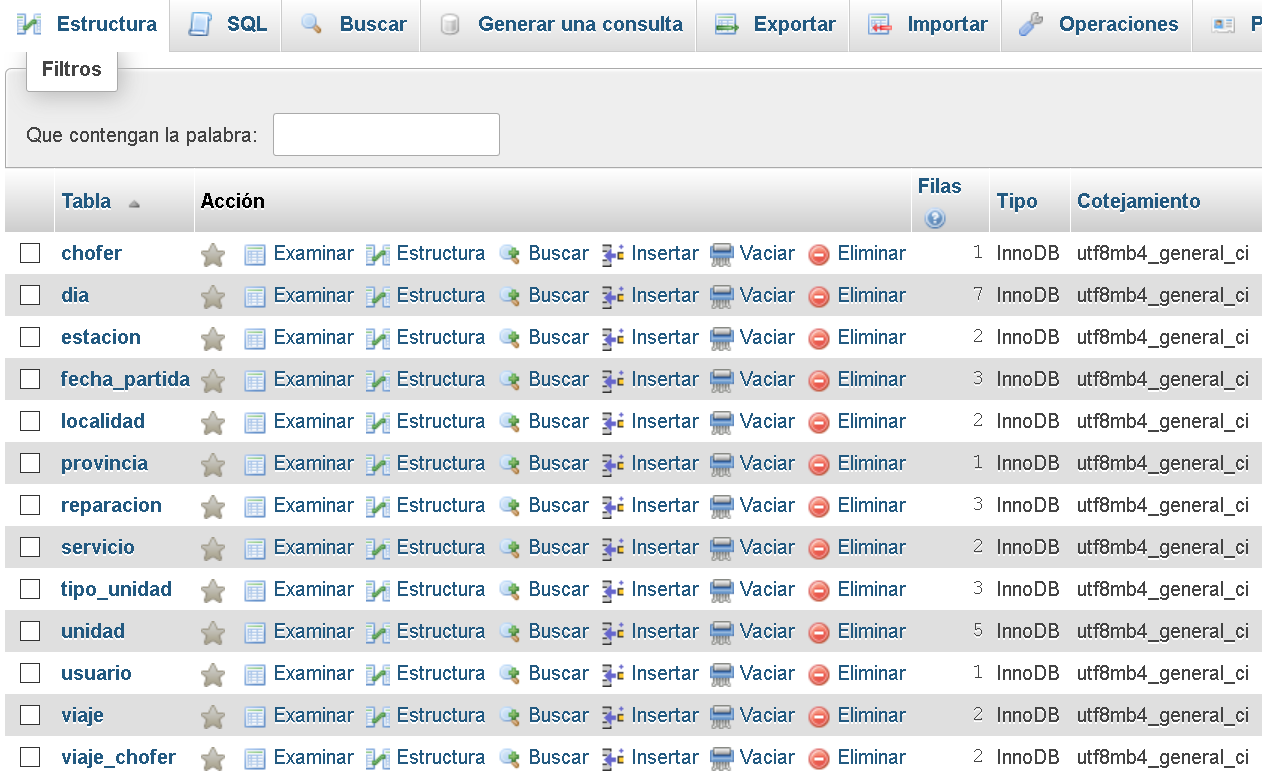 Estructura SQL Buscar Generar una consulta Exportar Importar Operaciones P
Filtros
Que contengan la palabra:
Tabla Acción Filas Tipo Cotejamiento
chofer Examinar Estructura Buscar Insertar Vaciar Eliminar 1 InnoDB utf8mb4_general_ci
dia Examinar Estructura Buscar Insertar Vaciar Eliminar 7 InnoDB utf8mb4_general_ci
estacion Examinar Estructura Buscar Insertar Vaciar Eliminar 2 InnoDB utf8mb4_general_ci
fecha_partida Examinar Estructura Buscar Insertar Vaciar Eliminar 3 InnoDB utf8mb4_general_ci
localidad Examinar Estructura Buscar Insertar Vaciar Eliminar 2 InnoDB utf8mb4_general_ci
provincia Examinar Estructura Buscar Insertar Vaciar Eliminar 1 InnoDB utf8mb4_general_ci
reparacion Examinar Estructura Buscar Insertar Vaciar Eliminar 3 InnoDB utf8mb4_general_ci
servicio Examinar Estructura Buscar Insertar Vaciar Eliminar 2 InnoDB utf8mb4_general_ci
tipo_unidad Examinar Estructura Buscar Insertar Vaciar Eliminar 3 InnoDB utf8mb4_general_ci
unidad Examinar Estructura Buscar Insertar Vaciar Eliminar 5 InnoDB utf8mb4_general_ci
usuario Examinar Estructura Buscar Insertar Vaciar Eliminar 1 InnoDB utf8mb4_general_ci
viaje Examinar Estructura Buscar Insertar Vaciar Eliminar 2 InnoDB utf8mb4_general_ci
viaje_chofer Examinar Estructura Buscar Insertar Vaciar Eliminar 2 InnoDB utf8mb4_general_ci